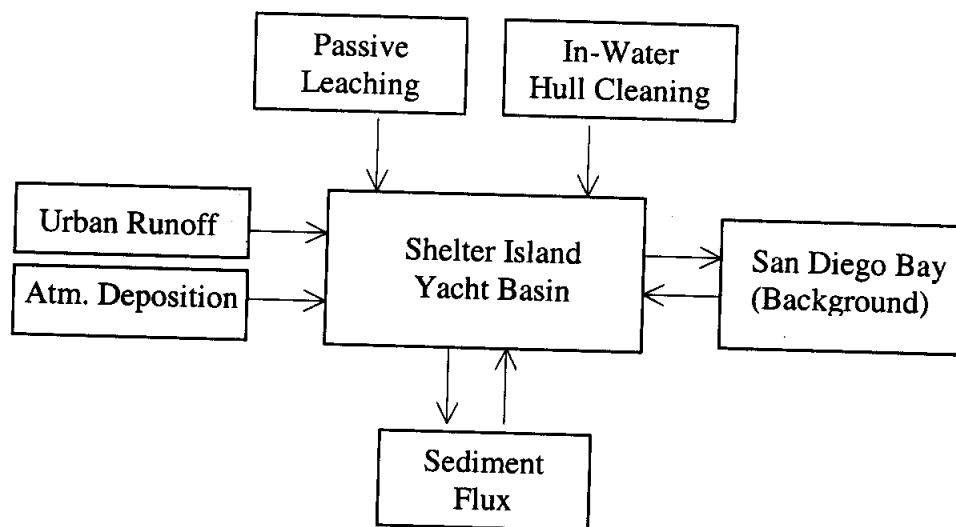 Passive
Leaching
In-Water
Hull Cleaning
Urban Runoff
Atm. Deposition
Shelter Island
Yacht Basin
San Diego Bay
(Background)
Sediment
Flux